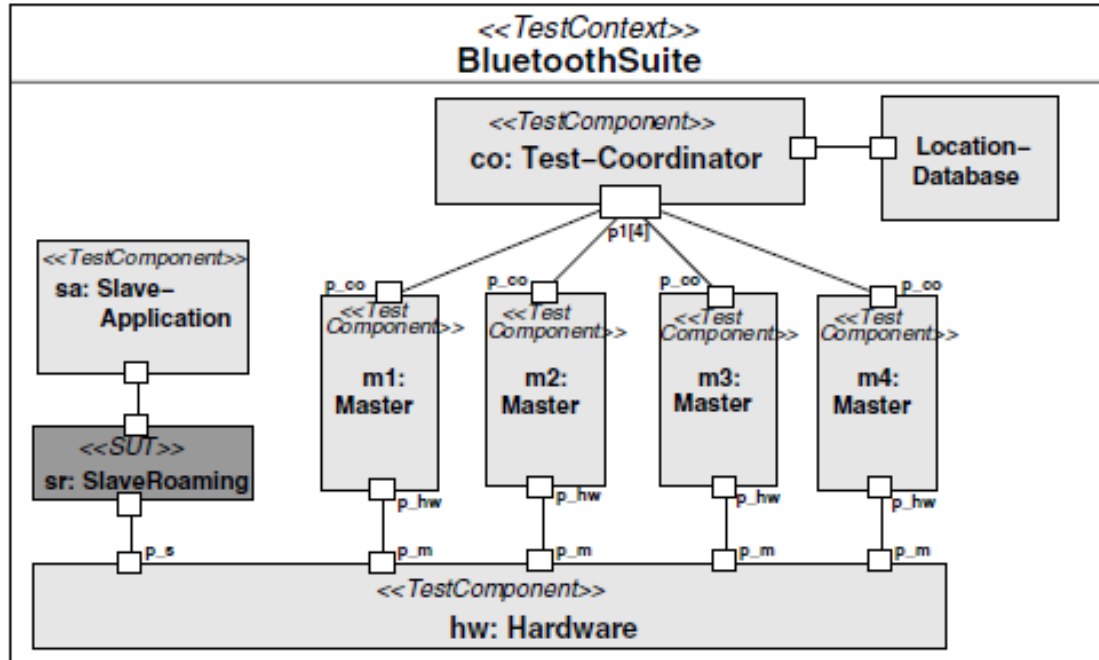 <<TestContext>>
BluetoothSuite
<<TestComponent>>
co: Test-Coordinator
Location-
Database
p1[4]
<<TestComponent>>
sa: Slave-
Application
p_co
<<Test
Component>>
m1:
Master
p_hw
p_co
<<Test
Component>>
m2:
Master
p_hw
p_co
<<Test
Component>>
m3:
Master
p_hw
p_co
<<Test
Component>>
m4:
Master
p_hw
<<SUT>>
sr: SlaveRoaming
p_s
p_m
p_m
p_m
p_m
<<TestComponent>>
hw: Hardware